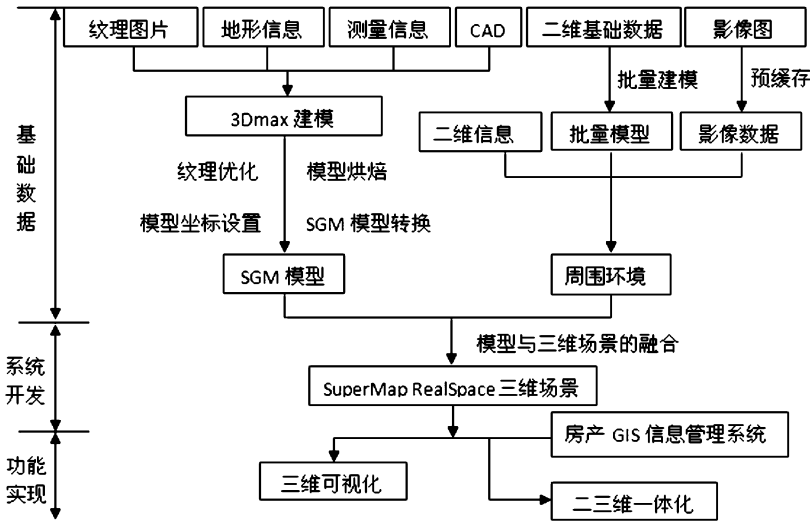 纹理图片 地形信息 测量信息 CAD 二维基础数据 影像图
批量建模 预缓存
3Dmax 建模
二维信息 批量模型 影像数据
基础数据
纹理优化 模型烘焙
模型坐标设置 SGM 模型转换
SGM 模型 周围环境
模型与三维场景的融合
系统
开发
SuperMap RealSpace 三维场景
房产 GIS 信息管理系统
功能
实现
三维可视化
二三维一体化